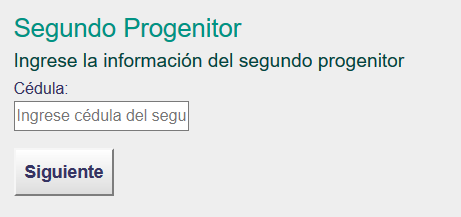 Segundo Progenitor
Ingrese la información del segundo progenitor
Cédula:
Ingrese cédula del segu
Siguiente